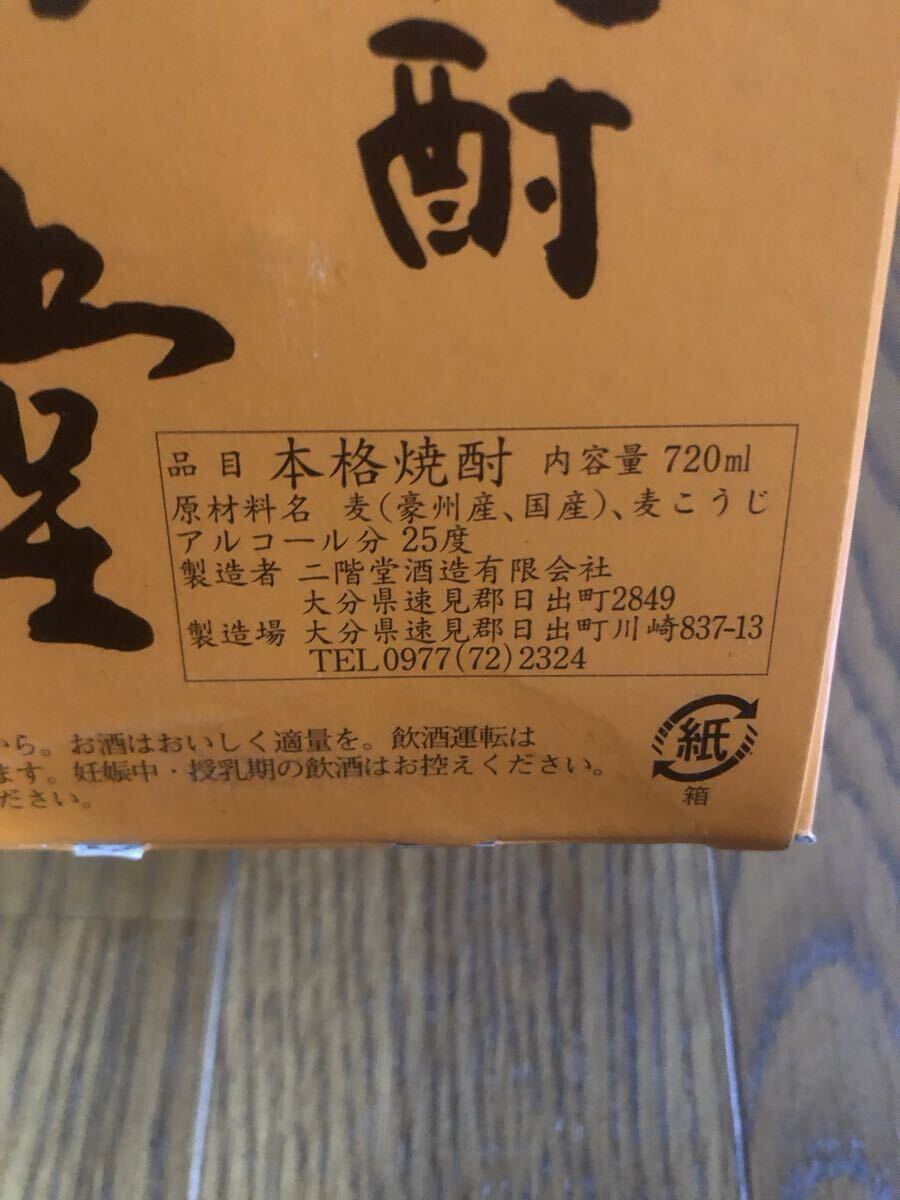 酎
堂
品目 本格焼酎 内容量 720ml
原材料名 麦(豪州産、国産)、麦こうじ
アルコール分 25度
製造者 二階堂酒造有限会社
大分県速見郡日出町2849
製造場 大分県速見郡日出町川崎837-13
TEL0977(72)2324
から。お酒はおいしく適量を。飲酒運転は
ます。妊娠中・授乳期の飲酒はお控えください。
ださい。
紙
箱